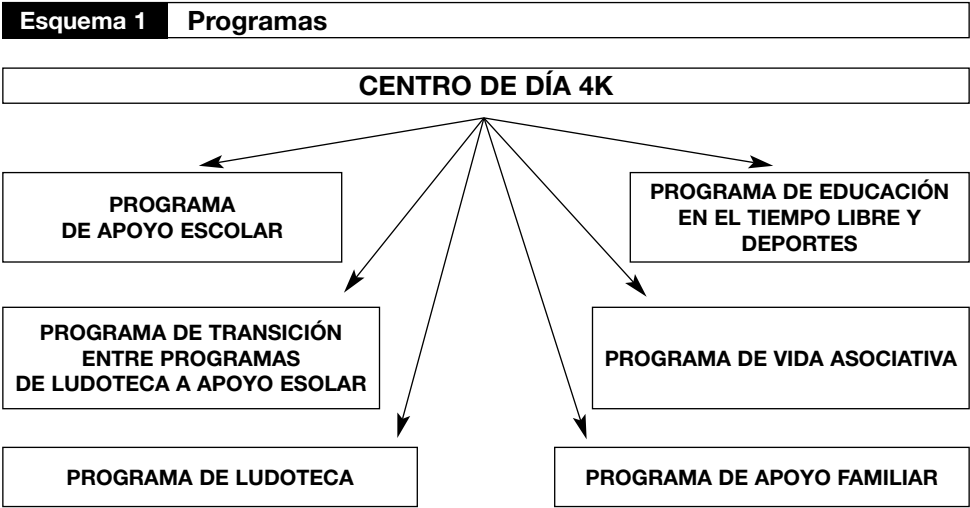 Esquema 1 Programas
CENTRO DE DÍA 4K
PROGRAMA
DE APOYO ESCOLAR
PROGRAMA DE EDUCACIÓN
EN EL TIEMPO LIBRE Y
DEPORTES
PROGRAMA DE TRANSICIÓN
ENTRE PROGRAMAS
DE LUDOTECA A APOYO ESOLAR
PROGRAMA DE VIDA ASOCIATIVA
PROGRAMA DE LUDOTECA
PROGRAMA DE APOYO FAMILIAR